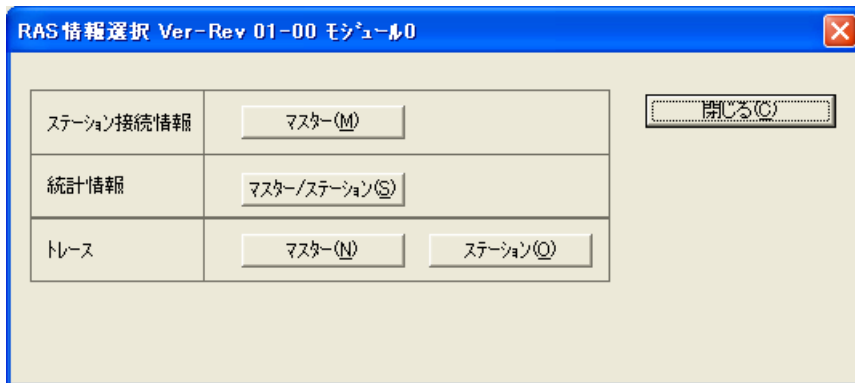 RAS情報選択 Ver-Rev 01-00 ﾓｼﾞｭｰﾙ0
ｽﾃｰｼｮﾝ接続情報 ﾏｽﾀｰ(M) 閉じる(C)
統計情報 ﾏｽﾀｰ/ｽﾃｰｼｮﾝ(S)
ﾄﾚｰｽ ﾏｽﾀｰ(N) ｽﾃｰｼｮﾝ(O)